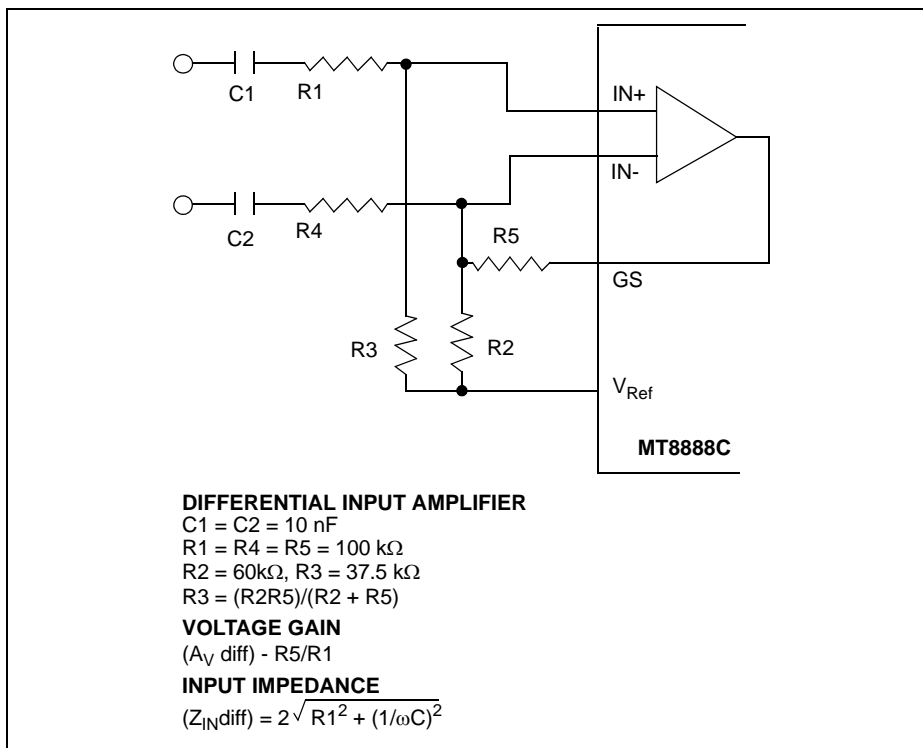 C1
R1
IN+
IN-
C2
R4
R5
GS
R3
R2
V_Ref
MT8888C
DIFFERENTIAL INPUT AMPLIFIER
C1 = C2 = 10 nF
R1 = R4 = R5 = 100 kΩ
R2 = 60kΩ, R3 = 37.5 kΩ
R3 = (R2R5)/(R2 + R5)
VOLTAGE GAIN
(A_V diff) - R5/R1
INPUT IMPEDANCE
(Z_INdiff) = 2√R1² + (1/ωC)²